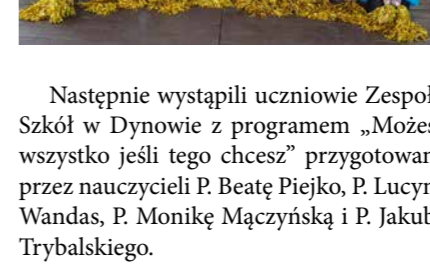 Następnie wystąpili uczniowie Zespoł
Szkół w Dynowie z programem „Możes
wszystko jeśli tego chcesz” przygotowan
przez nauczycieli P. Beatę Piejko, P. Lucyn
Wandas, P. Monikę Mączyńską i P. Jakub
Trybalskiego.